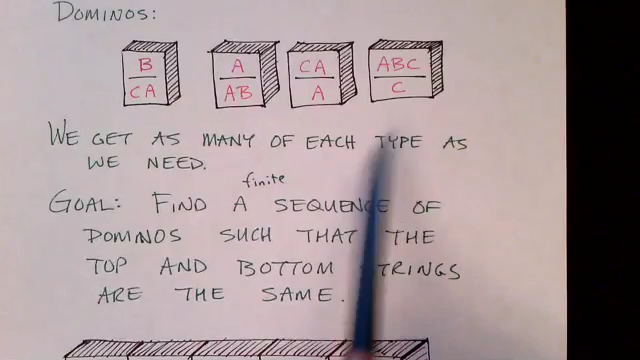 DOMINOS:
B A CA ABC
CA AB A C
WE GET AS MANY OF EACH TYPE AS
WE NEED.
finite
GOAL: FIND A SEQUENCE OF
DOMINOS SUCH THAT THE
TOP AND BOTTOM STRINGS
ARE THE SAME.